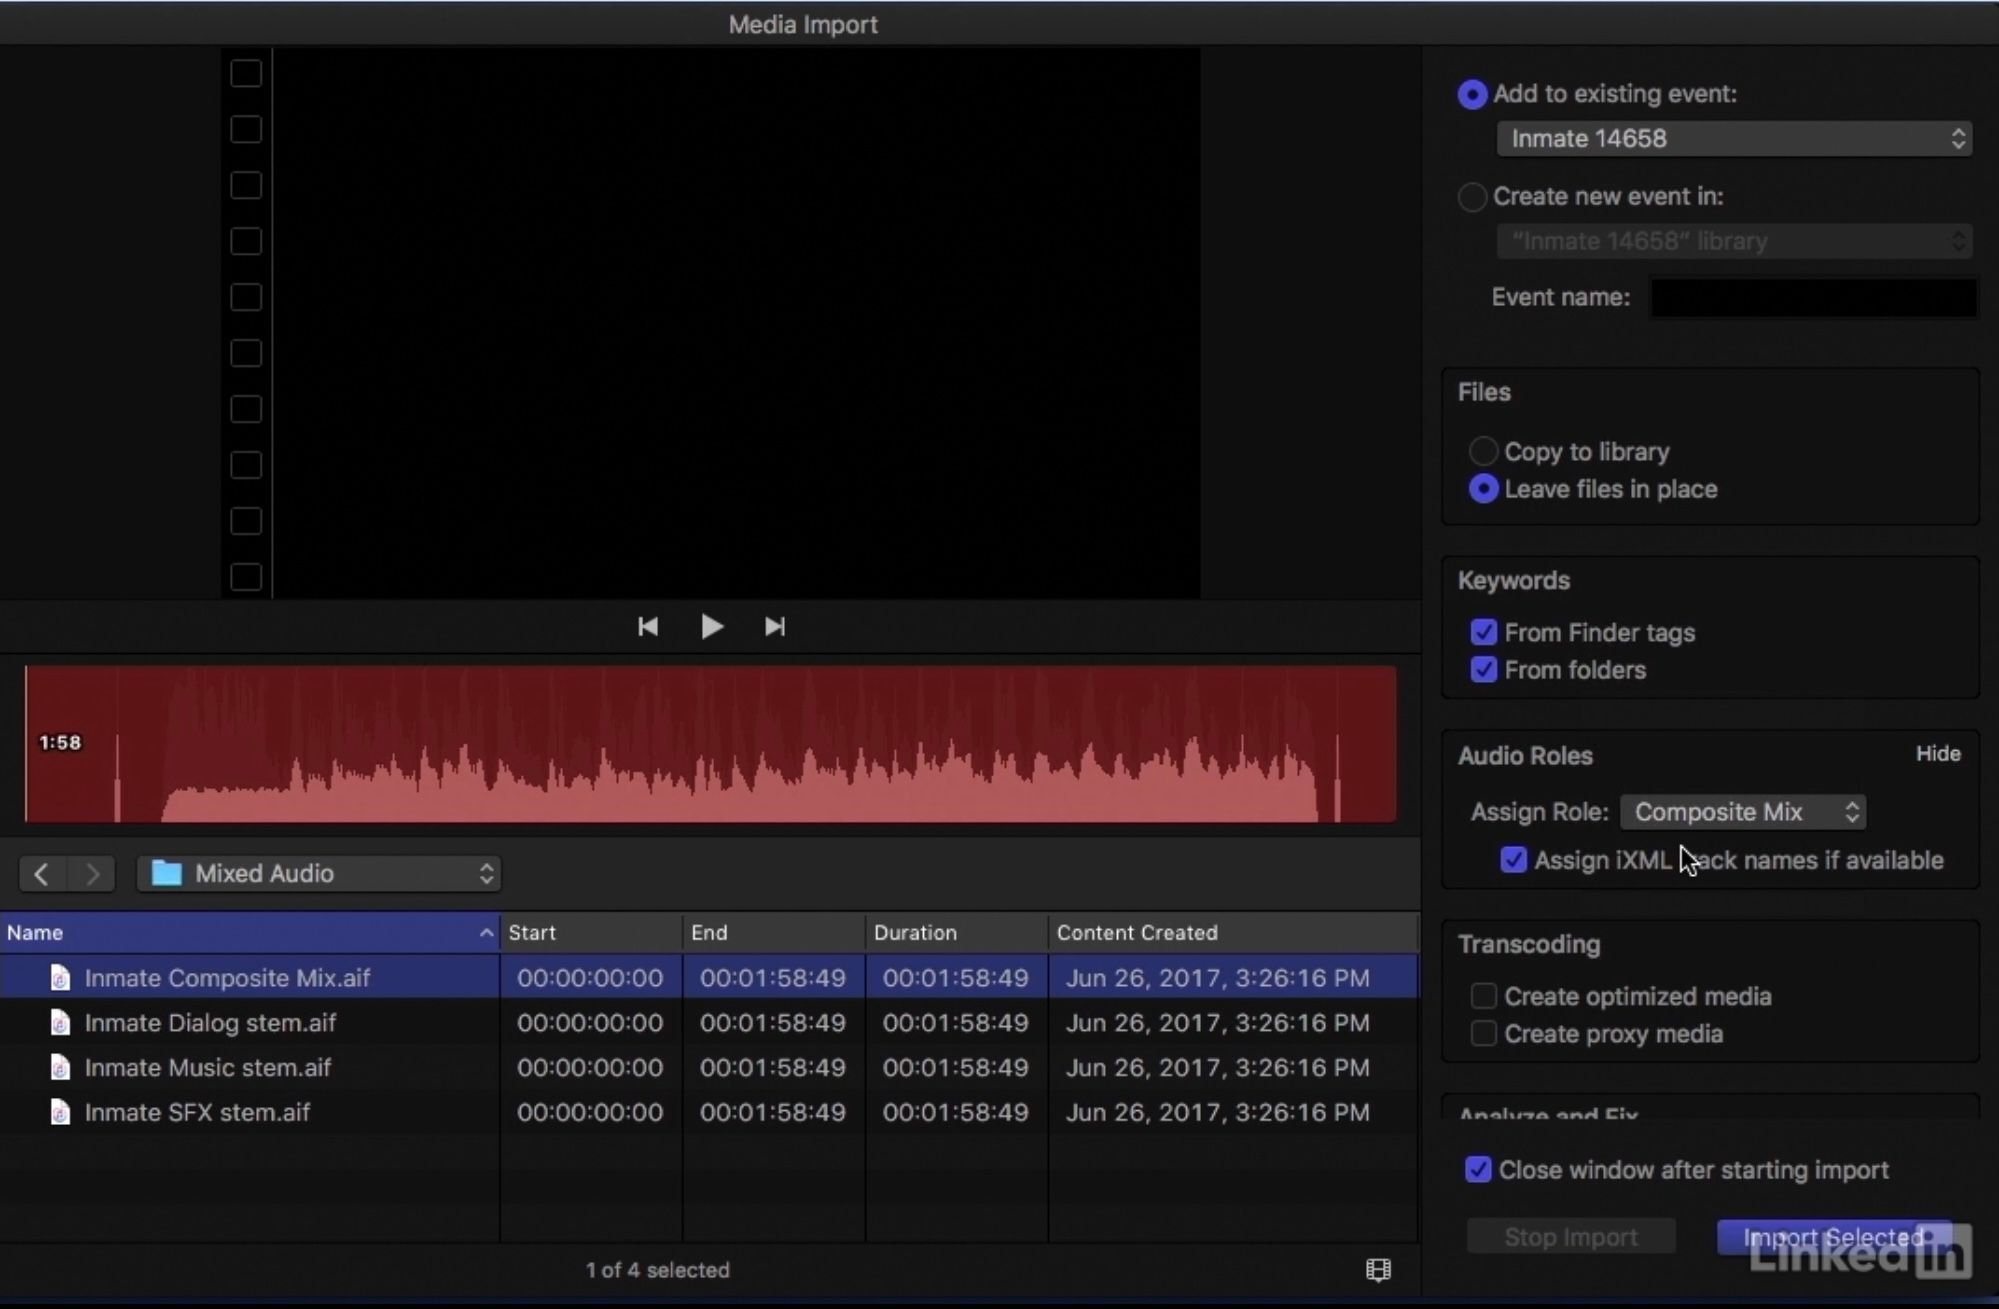 Media Import
Add to existing event:
Inmate 14658
Create new event in:
“Inmate 14658” library
Event name:
Files
Copy to library
Leave files in place
Keywords
From Finder tags
From folders
1:58
Audio Roles Hide
Assign Role: Composite Mix
Assign iXML names if available
Mixed Audio
Name Start End Duration Content Created
Inmate Composite Mix.aif 00:00:00:00 00:01:58:49 00:01:58:49 Jun 26, 2017, 3:26:16 PM
Inmate Dialog stem.aif 00:00:00:00 00:01:58:49 00:01:58:49 Jun 26, 2017, 3:26:16 PM
Inmate Music stem.aif 00:00:00:00 00:01:58:49 00:01:58:49 Jun 26, 2017, 3:26:16 PM
Inmate SFX stem.aif 00:00:00:00 00:01:58:49 00:01:58:49 Jun 26, 2017, 3:26:16 PM
Transcoding
Create optimized media
Create proxy media
Analyze and Fix
Close window after starting import
Stop Import Import Selected
LinkedIn
1 of 4 selected